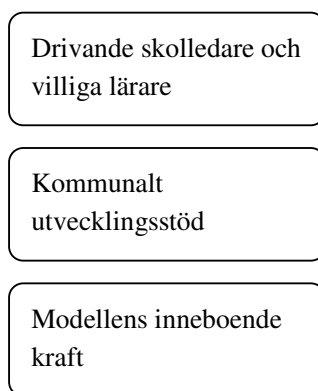 Drivande skolledare och
villiga lärare
Kommunalt
utvecklingsstöd
Modellens inneboende
kraft